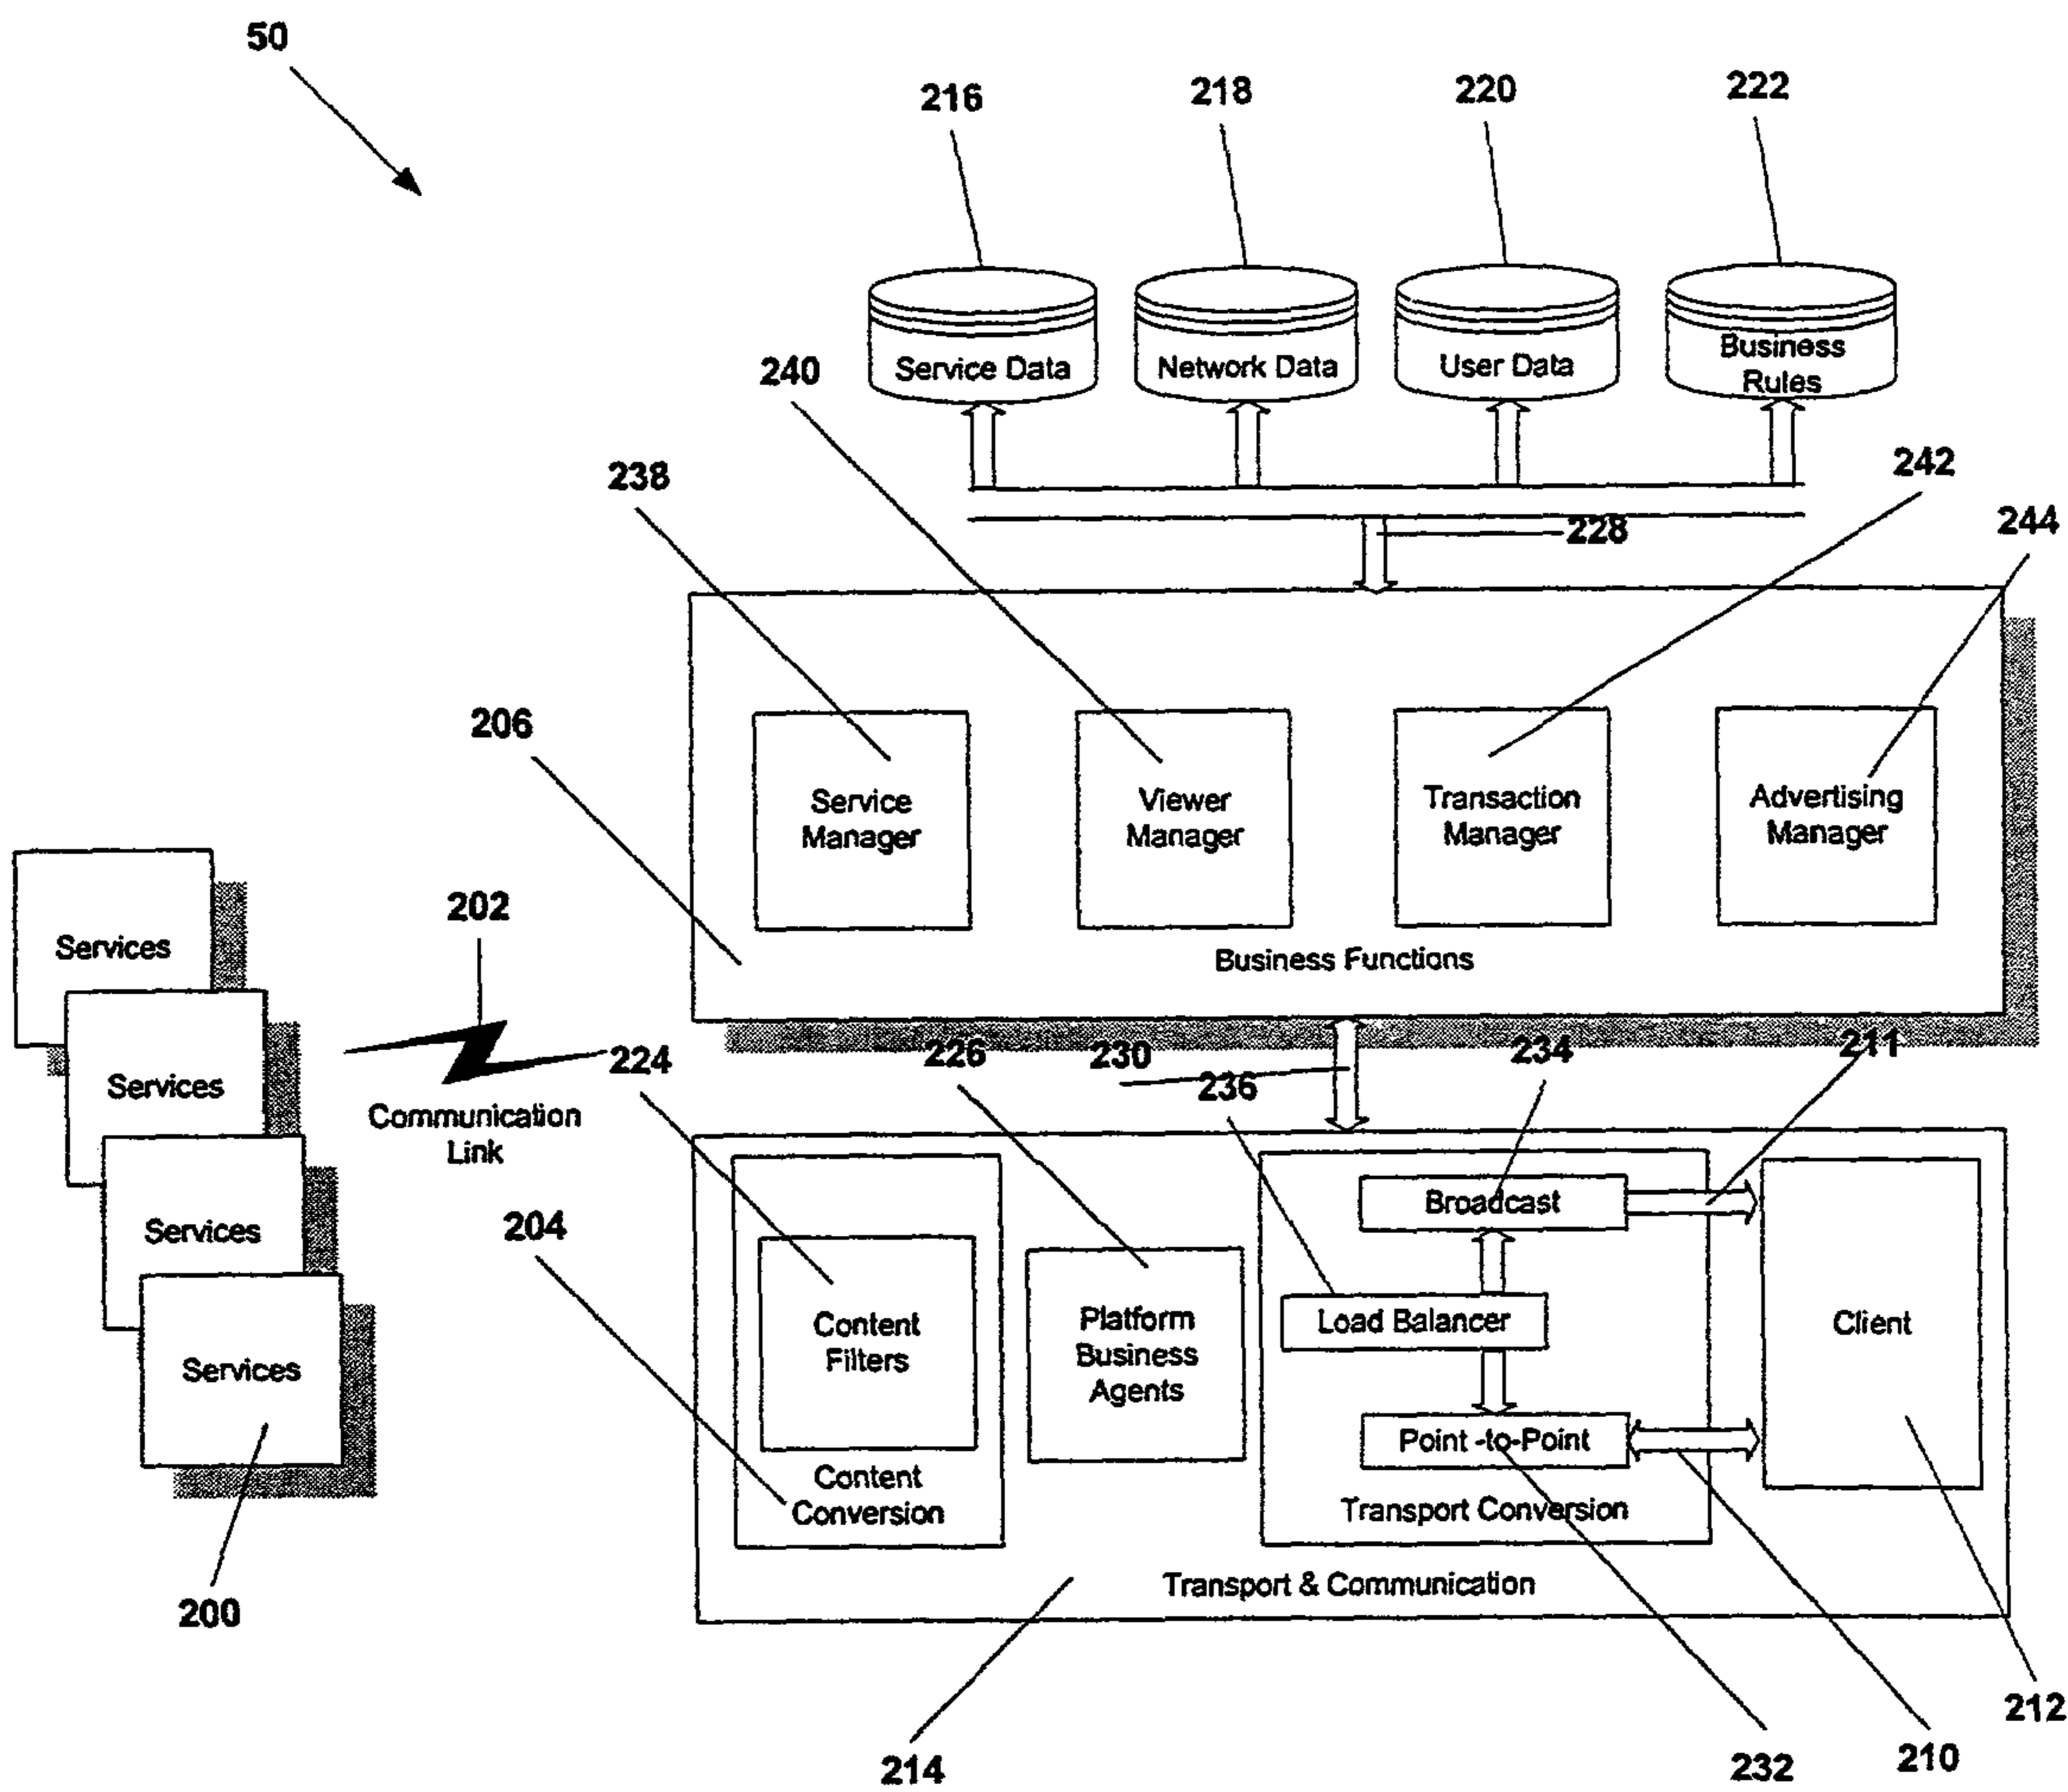 50
216
218
220
222
Service Data
Network Data
User Data
Business
Rules
240
238
242
228
244
206
Service
Manager
Viewer
Manager
Transaction
Manager
Advertising
Manager
Business Functions
Services
Services
Services
Services
200
202
Communication
Link
224
226
230
236
234
211
204
Content
Filters
Content
Conversion
Platform
Business
Agents
Broadcast
Load Balancer
Point -to-Point
Transport Conversion
Client
Transport & Communication
214
232
210
212